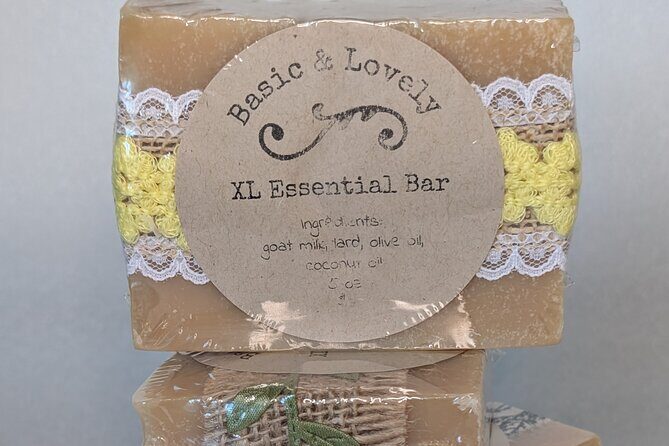 Basic & Lovely
XL Essential Bar
Ingredients:
goat milk, lard, olive oil,
coconut oil
5 oz